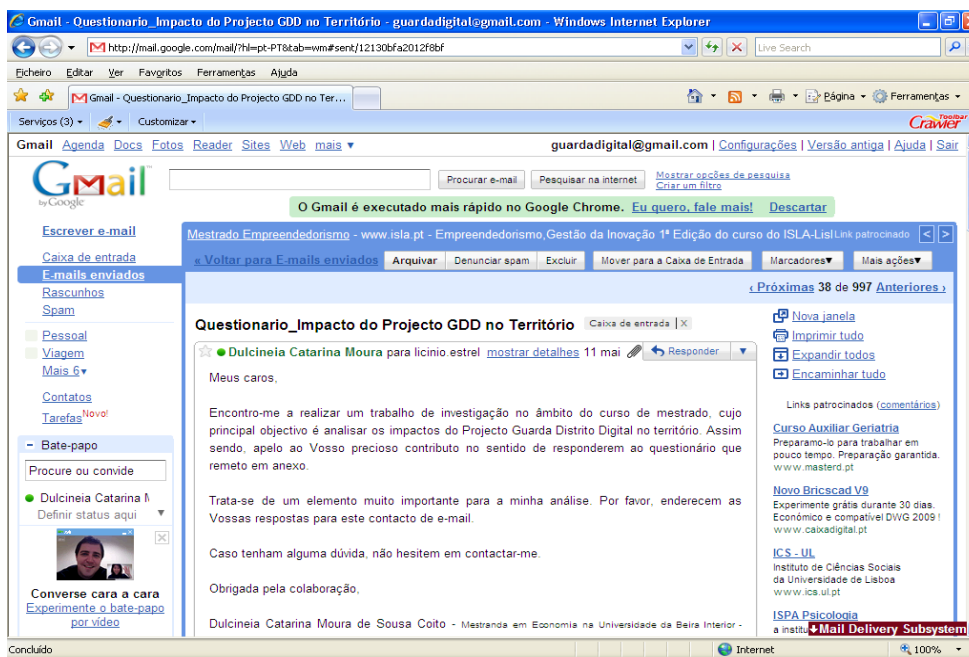 Gmail - Questionario_Impacto do Projecto GDD no Território - guardadigital@gmail.com - Windows Internet Explorer
http://mail.google.com/mail/?hl=pt-PT&tab=wm#sent/12130bfa2012f8bf
Live Search
Ficheiro Editar Ver Favoritos Ferramentas Ajuda
Gmail - Questionario_Impacto do Projecto GDD no Ter...
Página Ferramentas
Serviços (3) Customizar
Toolbar
Crawler
Gmail Agenda Docs Fotos Reader Sites Web mais ▼ guardadigital@gmail.com | Configurações | Versão antiga | Ajuda | Sair
Gmail
by Google
Procurar e-mail Pesquisar na internet
Mostrar opções de pesquisa
Criar um filtro
O Gmail é executado mais rápido no Google Chrome. Eu quero, fale mais! Descartar
Escrever e-mail
Caixa de entrada
E-mails enviados
Rascunhos
Spam
Pessoal
Viagem
Mais 6▾
Contatos
Tarefas Novo!
− Bate-papo
Procure ou convide
Dulcineia Catarina M
Definir status aqui ▼
Converse cara a cara
Experimente o bate-papo
por vídeo
Mestrado Empreendedorismo - www.isla.pt - Empreendedorismo,Gestão da Inovação 1ª Edição do curso do ISLA-Lisl Link patrocinado < >
« Voltar para E-mails enviados Arquivar Denunciar spam Excluir Mover para a Caixa de Entrada Marcadores▼ Mais ações▼
‹ Próximas 38 de 997 Anteriores ›
Questionario_Impacto do Projecto GDD no Território Caixa de entrada | X
Dulcineia Catarina Moura para licinio.estrel mostrar detalhes 11 mai Responder ▼
Meus caros,
Encontro-me a realizar um trabalho de investigação no âmbito do curso de mestrado, cujo
principal objectivo é analisar os impactos do Projecto Guarda Distrito Digital no território. Assim
sendo, apelo ao Vosso precioso contributo no sentido de responderem ao questionário que
remeto em anexo.
Trata-se de um elemento muito importante para a minha análise. Por favor, enderecem as
Vossas respostas para este contacto de e-mail.
Caso tenham alguma dúvida, não hesitem em contactar-me.
Obrigada pela colaboração,
Dulcineia Catarina Moura de Sousa Coito - Mestranda em Economia na Universidade da Beira Interior -
Nova janela
Imprimir tudo
Expandir todos
Encaminhar tudo
Links patrocinados (comentários)
Curso Auxiliar Geriatria
Preparamo-lo para trabalhar em
pouco tempo. Preparação garantida.
www.masterd.pt
Novo Bricscad V9
Experimente grátis durante 30 dias.
Económico e compatível DWG 2009 !
www.caixadigital.pt
ICS - UL
Instituto de Ciências Sociais
da Universidade de Lisboa
www.ics.ul.pt
ISPA Psicologia
a institu
Mail Delivery Subsystem
Concluído Internet 100%